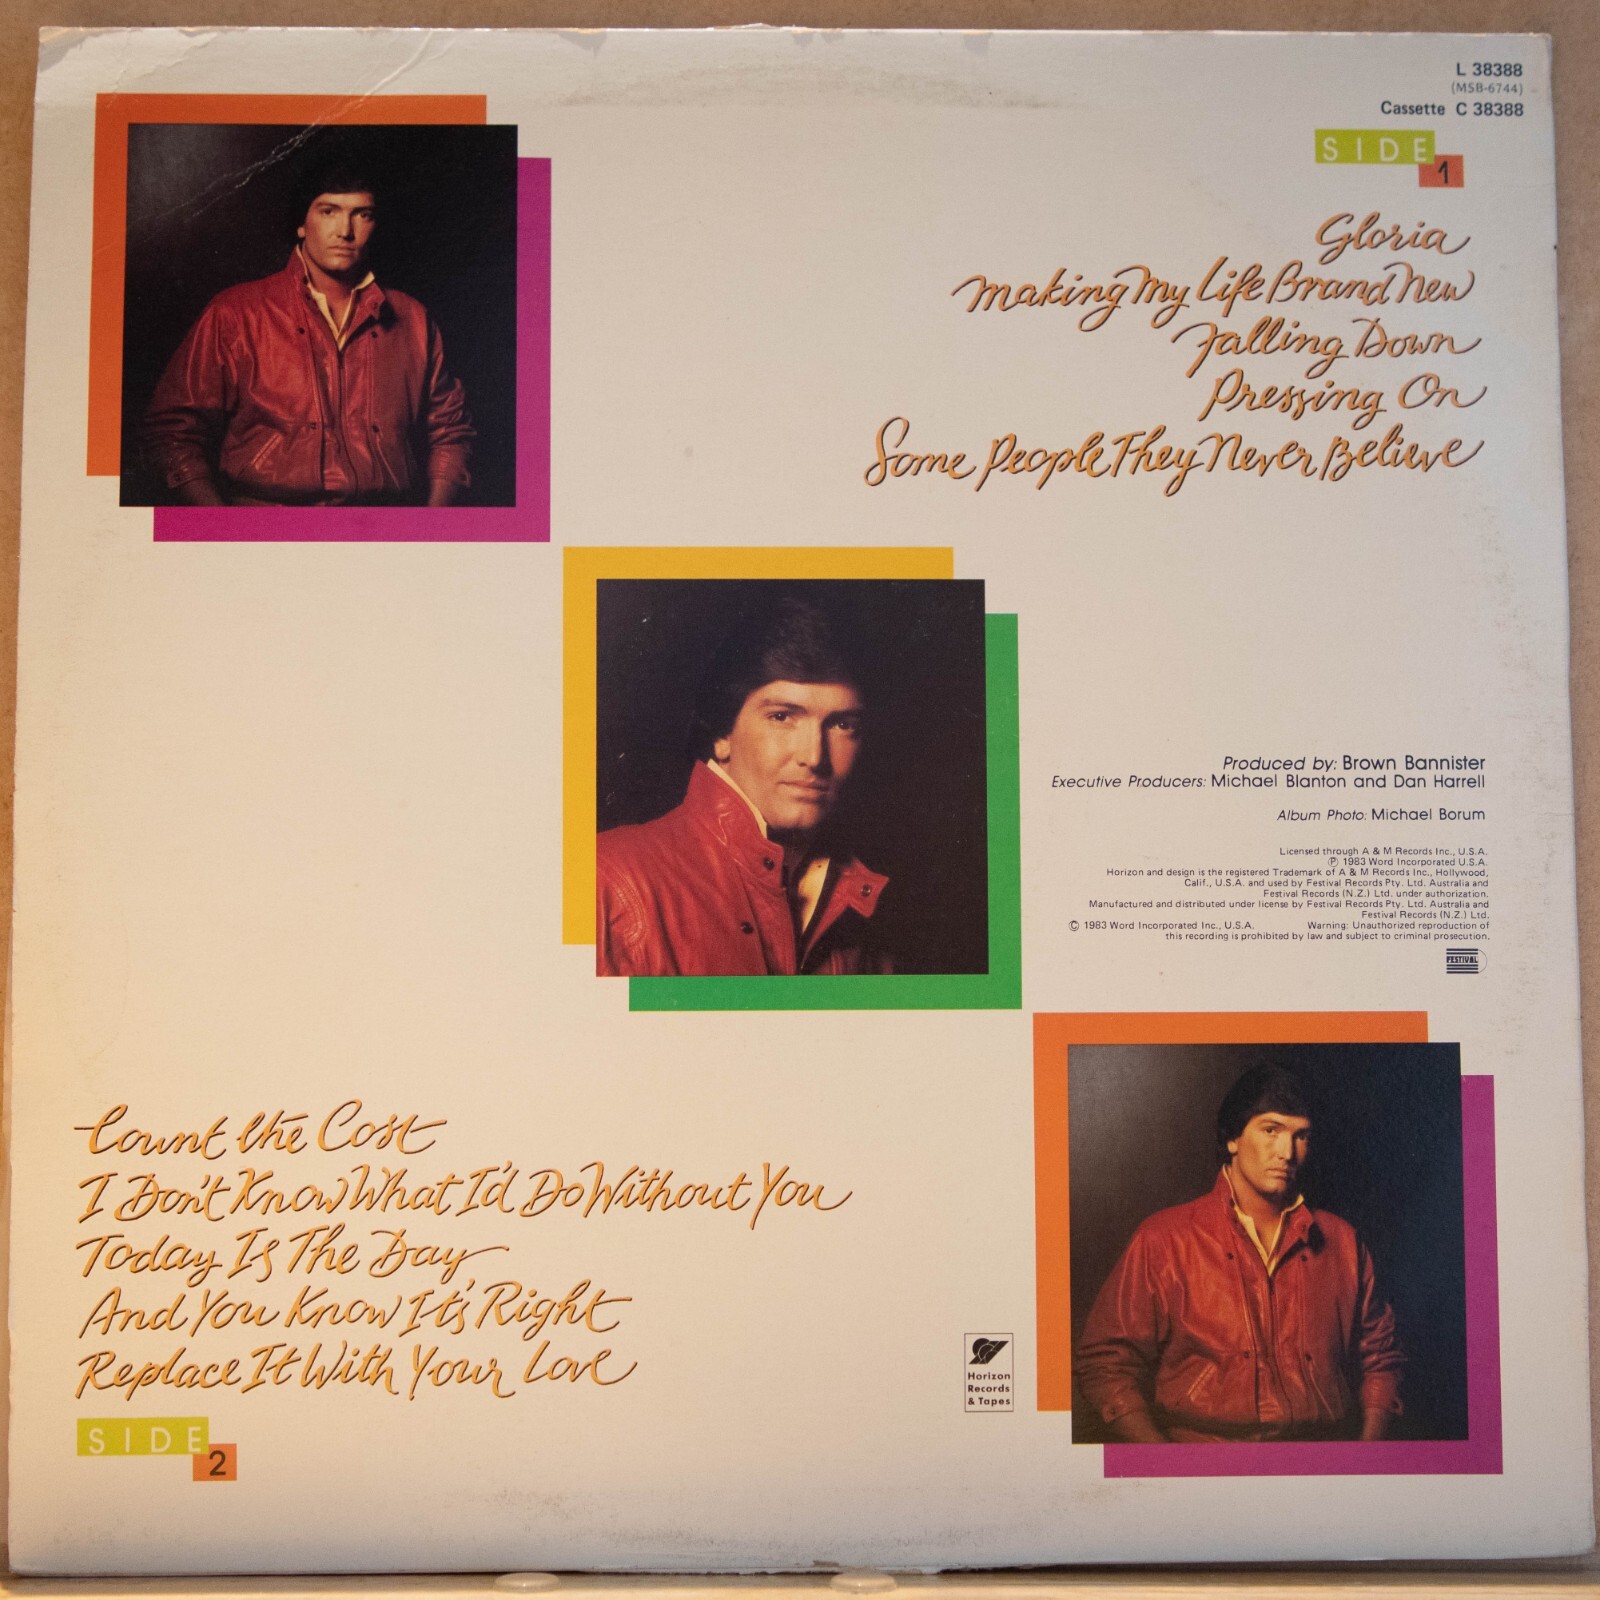 L 38388
(MSB-6744)
Cassette C 38388
SIDE
1
Gloria
Making My Life Brand New
Falling Down
Pressing On
Some People They Never Believe
Produced by: Brown Bannister
Executive Producers: Michael Blanton and Dan Harrell
Album Photo: Michael Borum
Licensed through A & M Records Inc., U.S.A.
℗ 1983 Word Incorporated U.S.A.
Horizon and design is the registered Trademark of A & M Records Inc., Hollywood,
Calif., U.S.A. and used by Festival Records Pty. Ltd. Australia and
Festival Records (N.Z.) Ltd. under authorization.
Manufactured and distributed under license by Festival Records Pty. Ltd. Australia and
Festival Records (N.Z.) Ltd.
© 1983 Word Incorporated Inc., U.S.A. Warning: Unauthorized reproduction of
this recording is prohibited by law and subject to criminal prosecution.
FESTIVAL
Count the Cost
I Don't Know What I'd Do Without You
Today Is The Day
And You Know It's Right
Replace It With Your Love
SIDE
2
Horizon
Records
& Tapes